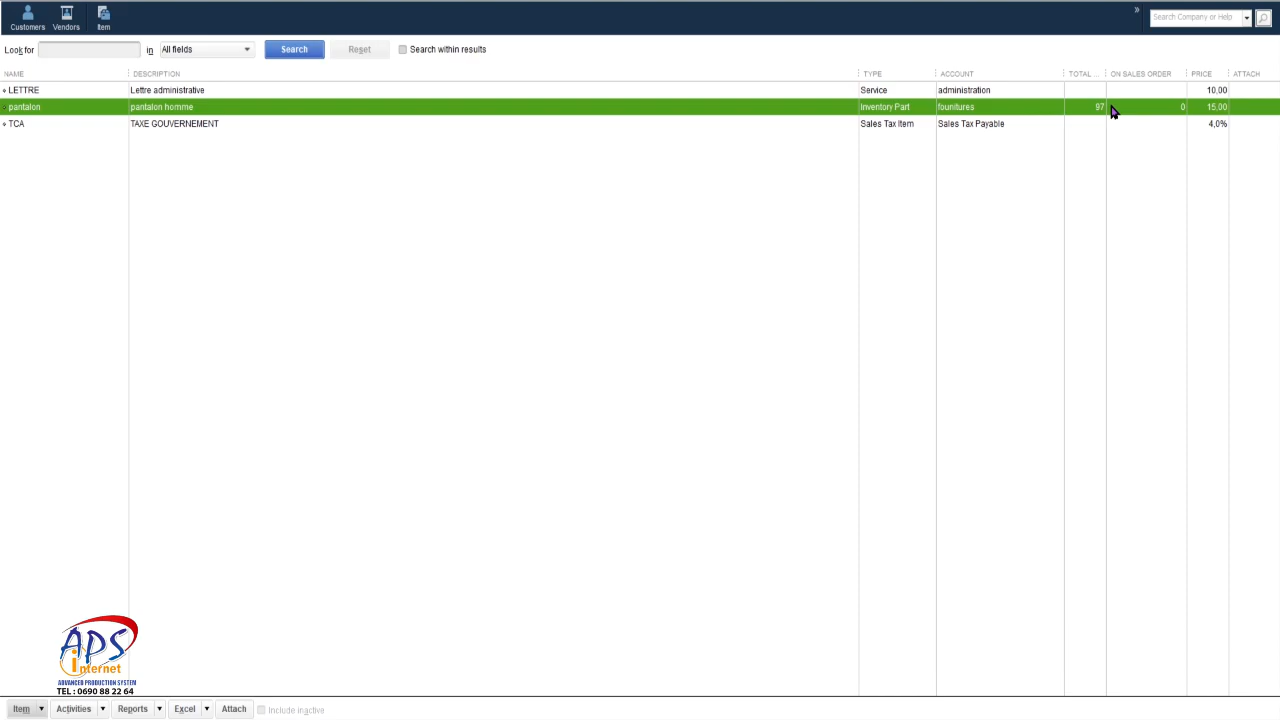 Customers Vendors Item » Search Company or Help
Look for in All fields Search Reset Search within results
NAME DESCRIPTION TYPE ACCOUNT TOTAL ... ON SALES ORDER PRICE ATTACH
LETTRE Lettre administrative Service administration 10,00
pantalon pantalon homme Inventory Part founitures 97 0 15,00
TCA TAXE GOUVERNEMENT Sales Tax Item Sales Tax Payable 4,0%
APS
internet
ADVANCED PRODUCTION SYSTEM
TEL : 0690 88 22 64
Item Activities Reports Excel Attach Include inactive